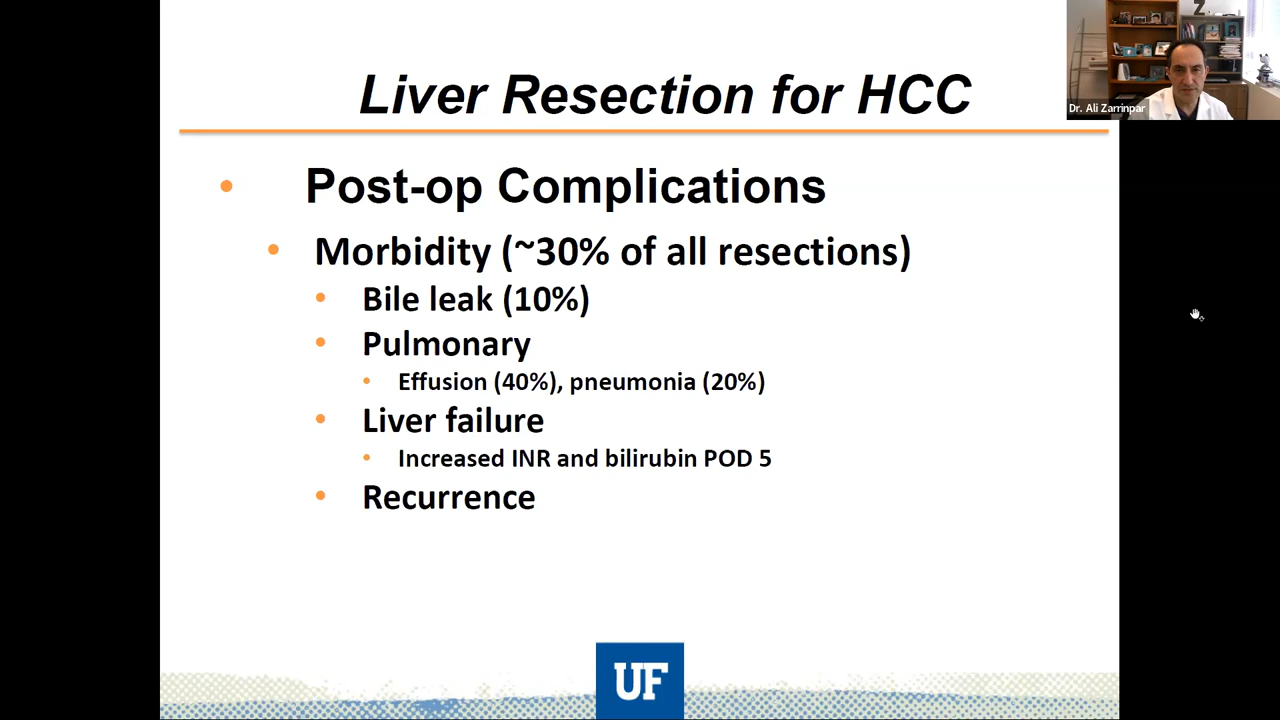 Liver Resection for HCC
Dr. Ali Zarrinpar
• Post-op Complications
• Morbidity (~30% of all resections)
• Bile leak (10%)
• Pulmonary
• Effusion (40%), pneumonia (20%)
• Liver failure
• Increased INR and bilirubin POD 5
• Recurrence
UF